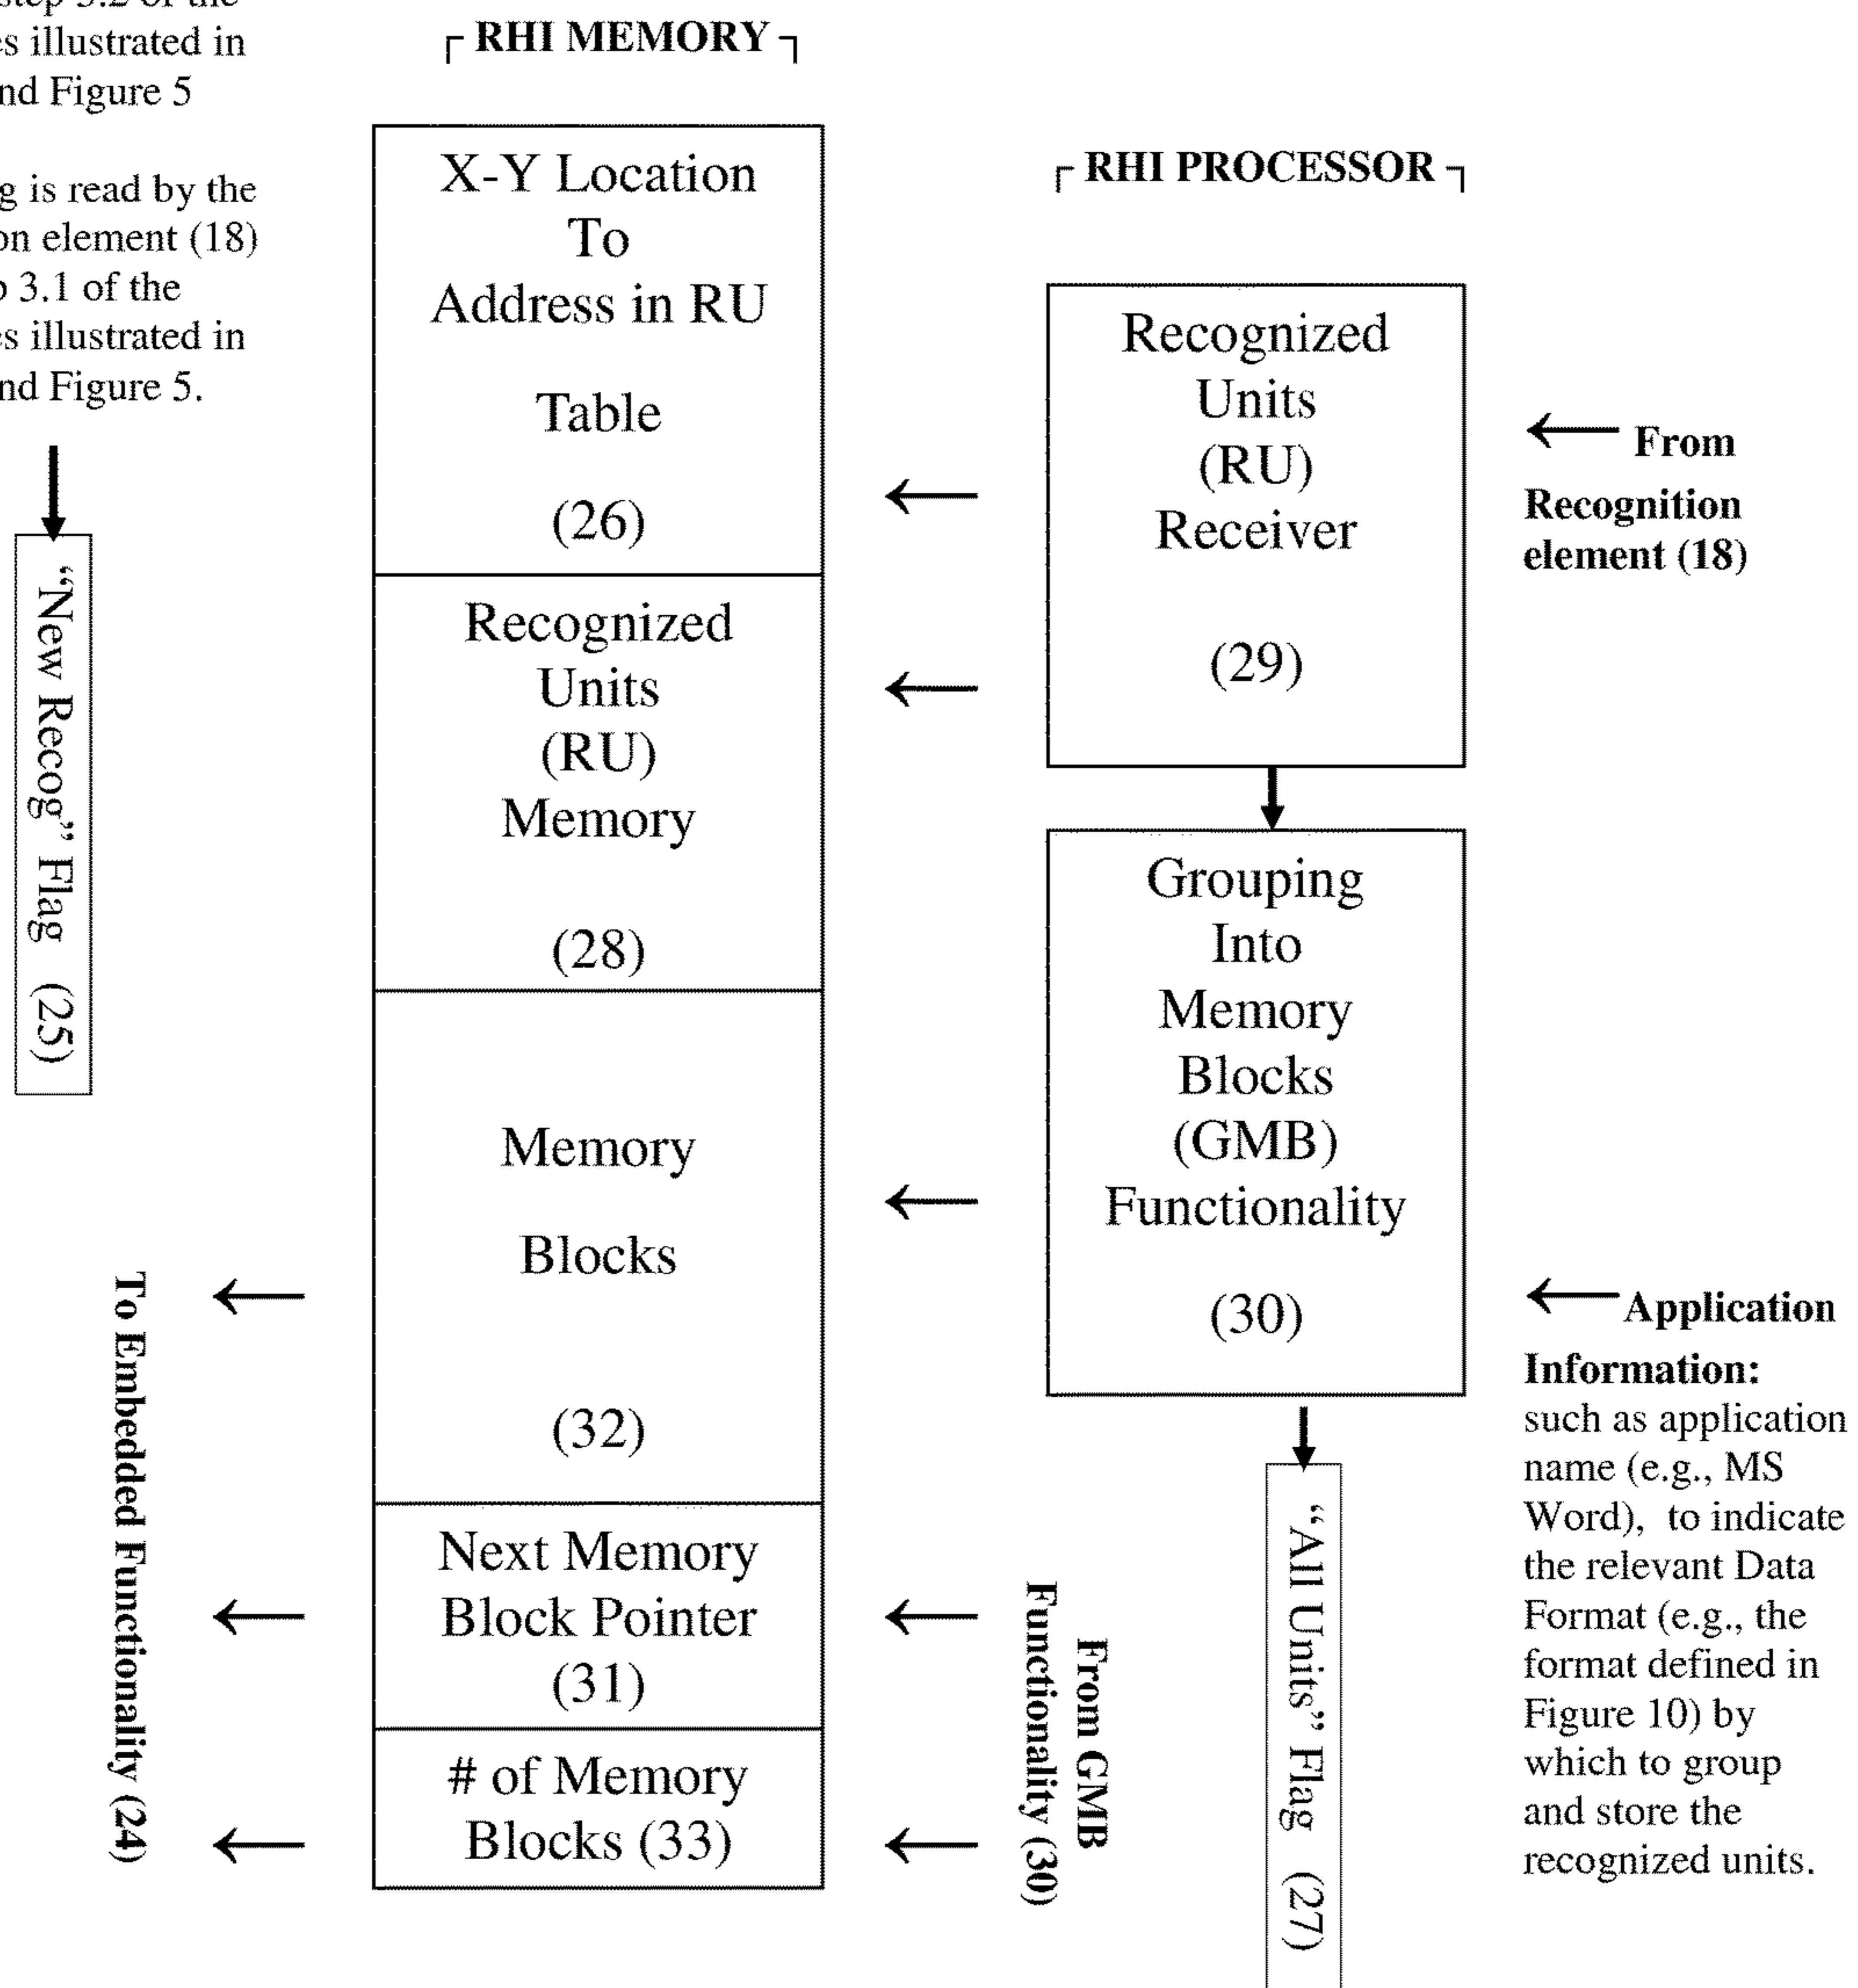 step 3.2 of the
es illustrated in
nd Figure 5
g is read by the
on element (18)
p 3.1 of the
es illustrated in
nd Figure 5.
"New Recog" Flag (25)
RHI MEMORY
X-Y Location
To
Address in RU
Table
(26)
Recognized
Units
(RU)
Memory
(28)
Memory
Blocks
(32)
Next Memory
Block Pointer
(31)
# of Memory
Blocks (33)
To Embedded Functionality (24)
RHI PROCESSOR
Recognized
Units
(RU)
Receiver
(29)
Grouping
Into
Memory
Blocks
(GMB)
Functionality
(30)
From GMB
Functionality (30)
"All Units" Flag (27)
From
Recognition
element (18)
Application
Information:
such as application
name (e.g., MS
Word), to indicate
the relevant Data
Format (e.g., the
format defined in
Figure 10) by
which to group
and store the
recognized units.